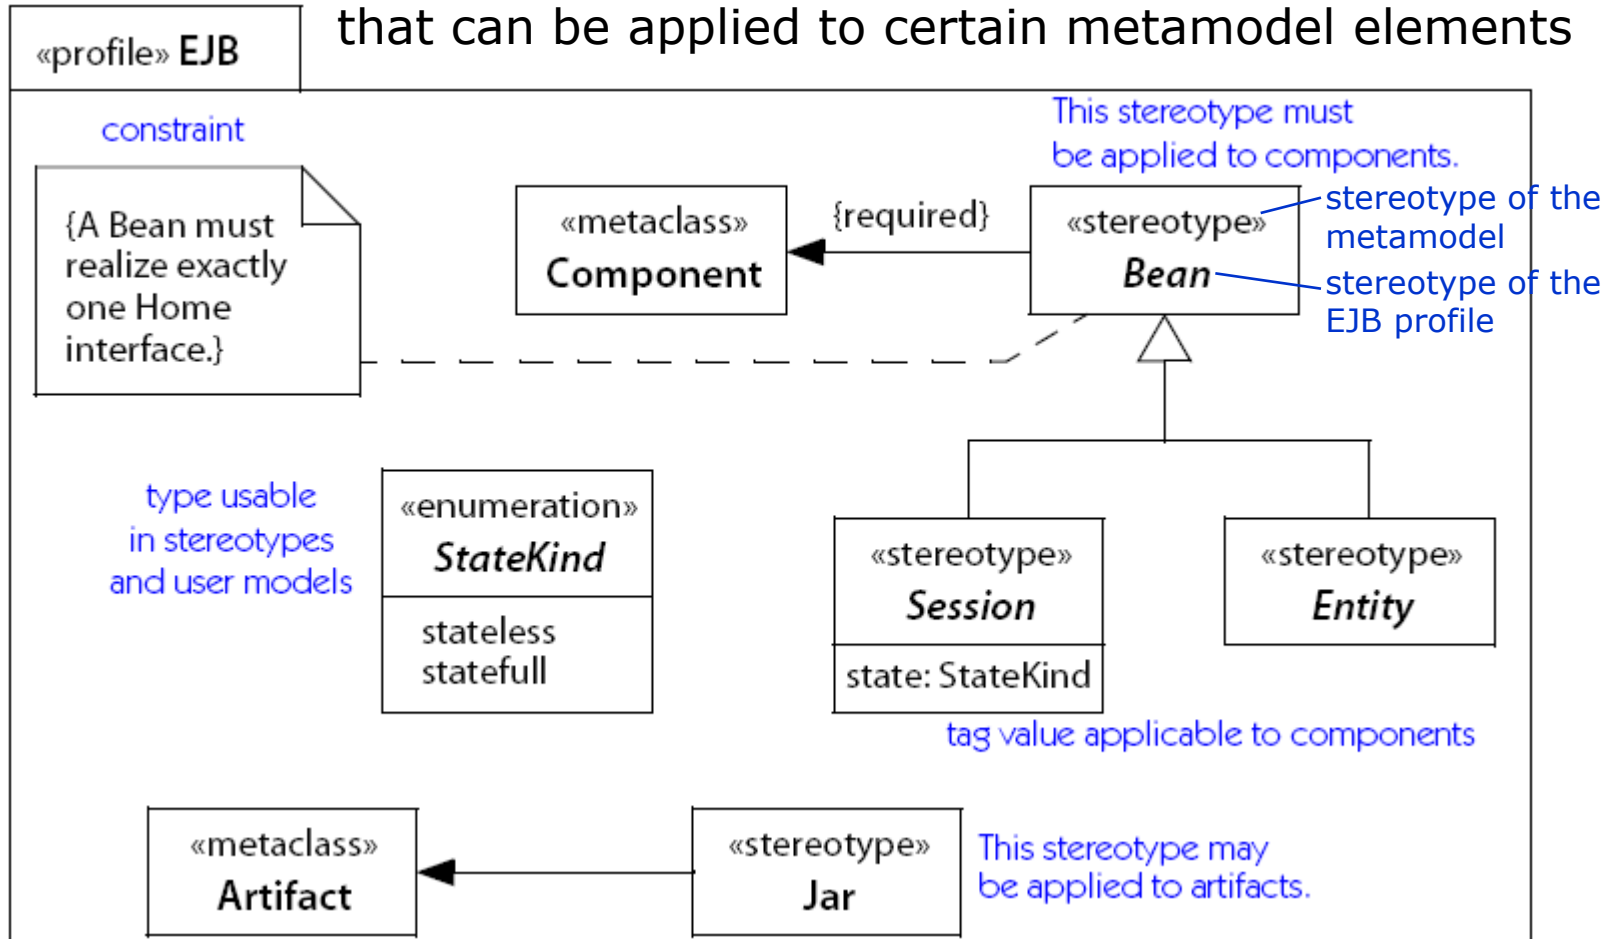 that can be applied to certain metamodel elements
«profile» EJB
constraint
{A Bean must
realize exactly
one Home
interface.}
«metaclass»
Component
{required}
This stereotype must
be applied to components.
«stereotype»
Bean
stereotype of the
metamodel
stereotype of the
EJB profile
type usable
in stereotypes
and user models
«enumeration»
StateKind
stateless
statefull
«stereotype»
Session
state: StateKind
«stereotype»
Entity
tag value applicable to components
«metaclass»
Artifact
«stereotype»
Jar
This stereotype may
be applied to artifacts.